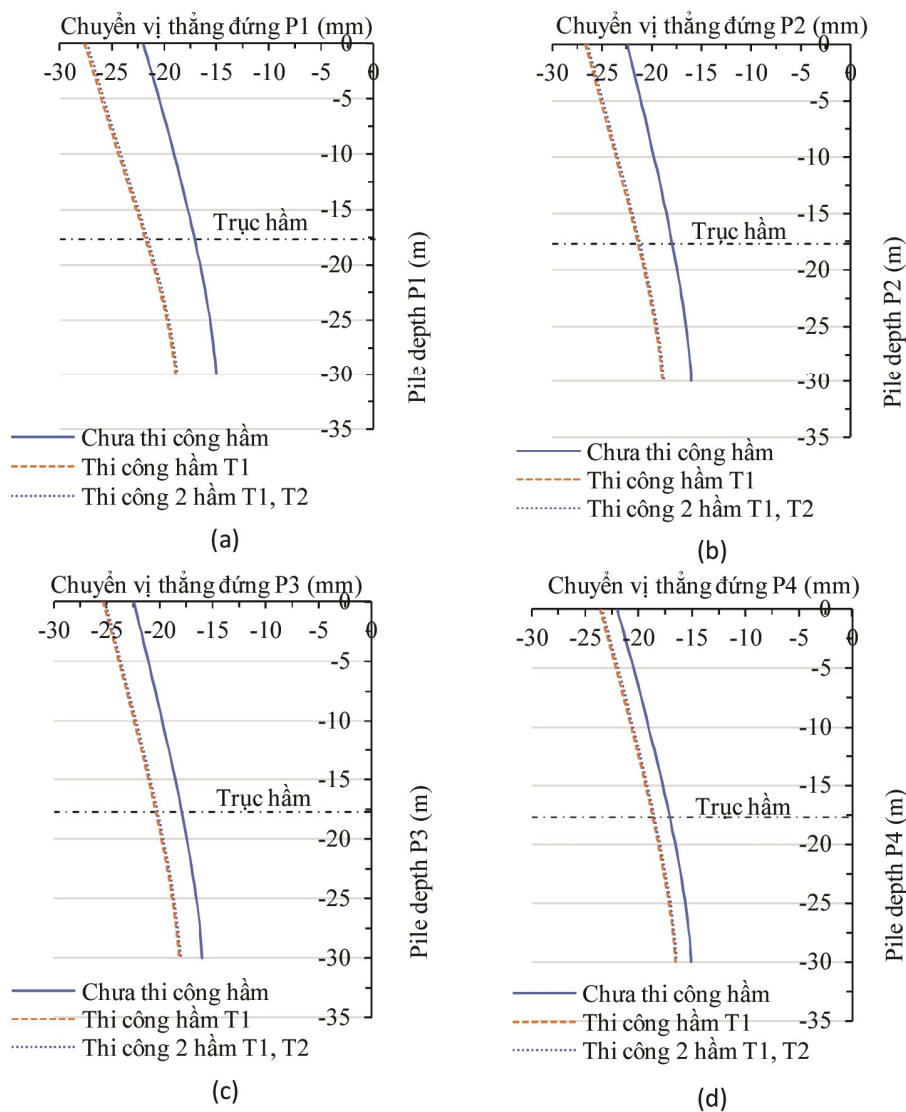 Chuyển vị thẳng đứng P1 (mm)
-30 -25 -20 -15 -10 -5 0
0
-5
-10
-15
Trục hầm
-20
-25
-30
-35
Pile depth P1 (m)
Chưa thi công hầm
Thi công hầm T1
Thi công 2 hầm T1, T2
(a)
Chuyển vị thẳng đứng P2 (mm)
-30 -25 -20 -15 -10 -5 0
0
-5
-10
-15
Trục hầm
-20
-25
-30
-35
Pile depth P2 (m)
Chưa thi công hầm
Thi công hầm T1
Thi công 2 hầm T1, T2
(b)
Chuyển vị thẳng đứng P3 (mm)
-30 -25 -20 -15 -10 -5 0
0
-5
-10
-15
Trục hầm
-20
-25
-30
-35
Pile depth P3 (m)
Chưa thi công hầm
Thi công hầm T1
Thi công 2 hầm T1, T2
(c)
Chuyển vị thẳng đứng P4 (mm)
-30 -25 -20 -15 -10 -5 0
0
-5
-10
-15
Trục hầm
-20
-25
-30
-35
Pile depth P4 (m)
Chưa thi công hầm
Thi công hầm T1
Thi công 2 hầm T1, T2
(d)